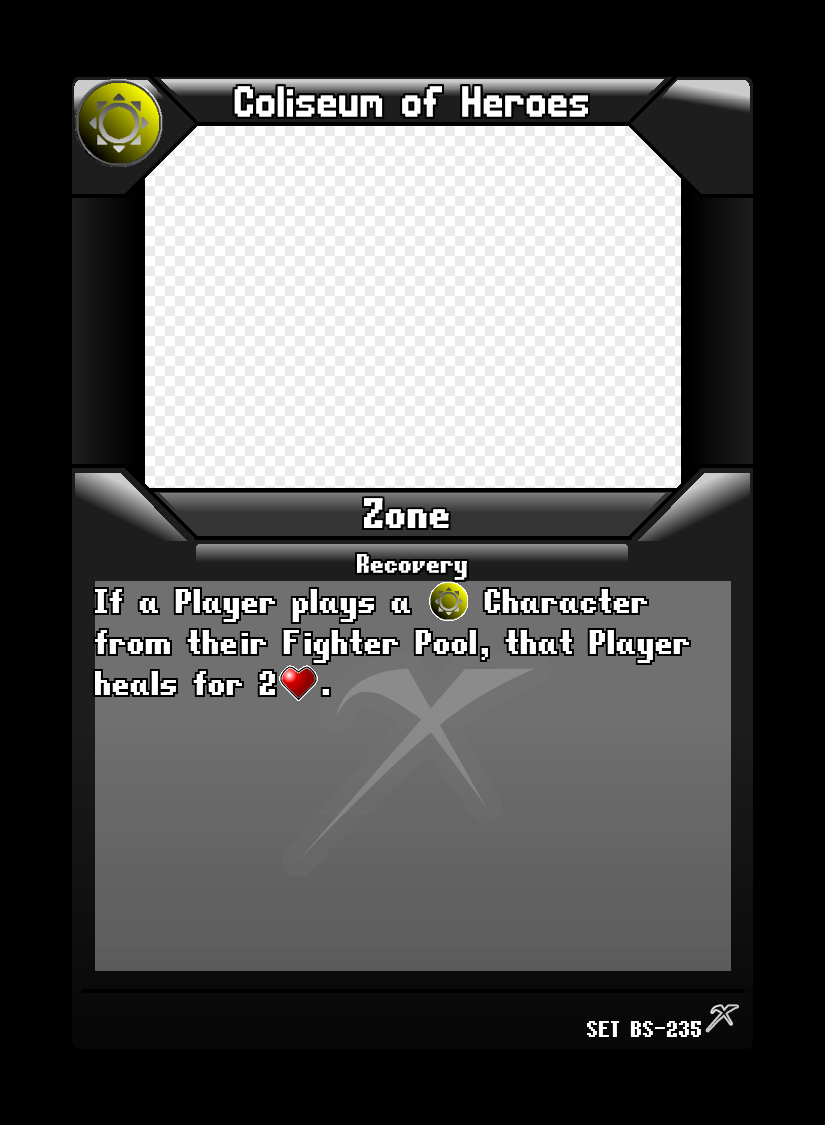 Coliseum of Heroes
Zone
Recovery
If a Player plays a Character
from their Fighter Pool, that Player
heals for 2.
SET BS-235